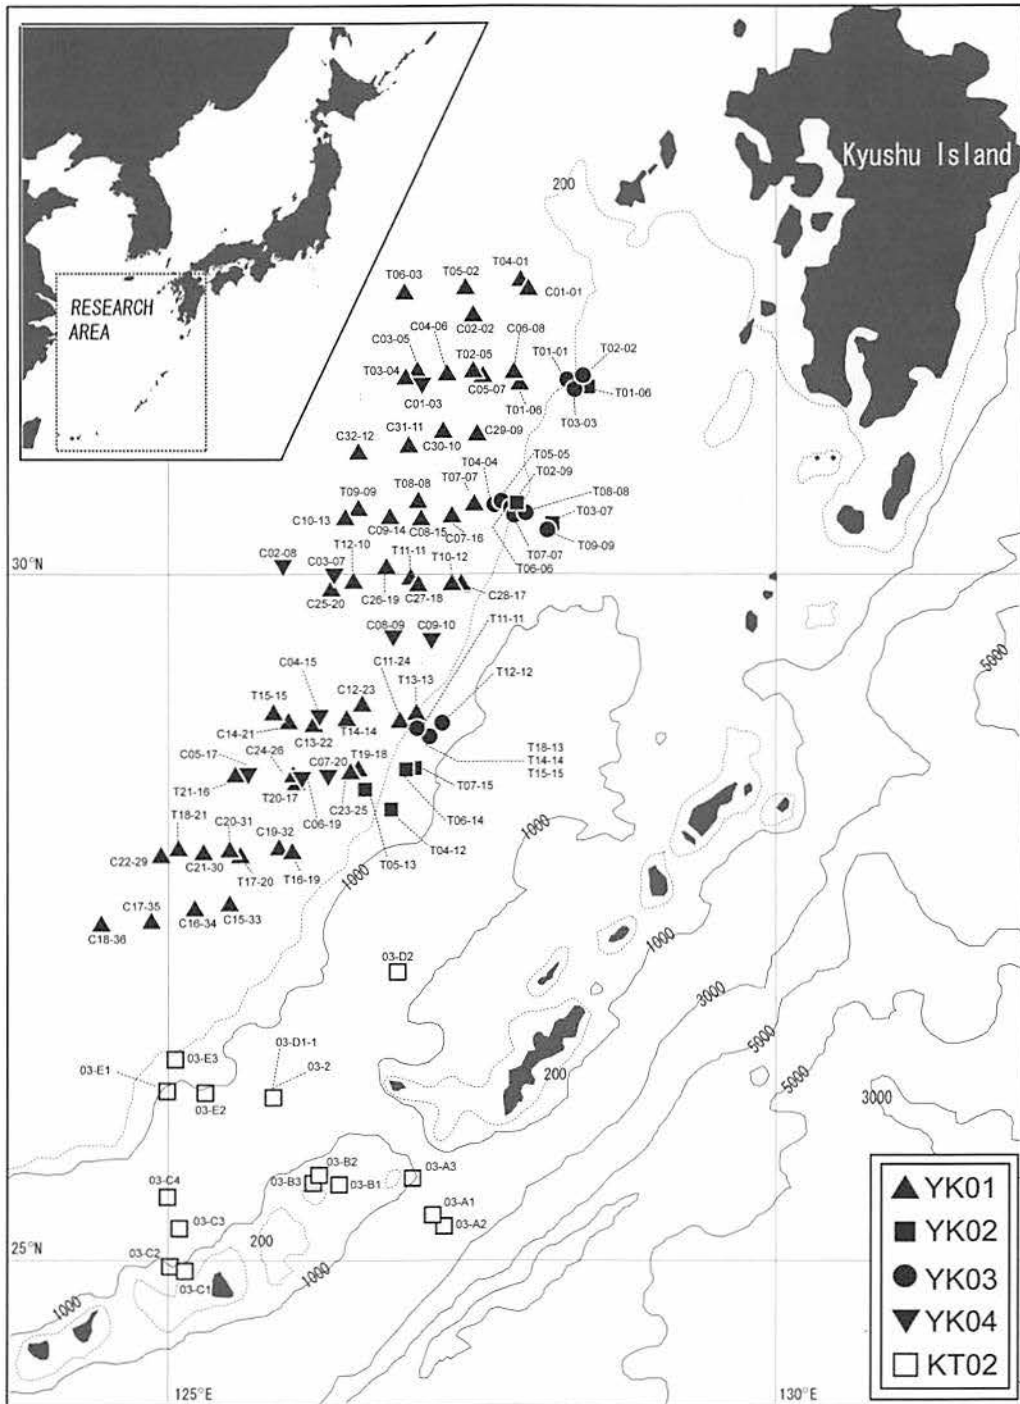 Kyushu Island
200
RESEARCH
AREA
T04-01
T05-02
T06-03
C01-01
C02-02
C04-06
C06-08
C03-05
T02-05
T01-01
T02-02
T03-04
C05-07
C01-03
T01-06
T01-06
T03-03
C31-11
C29-09
C30-10
C32-12
T05-05
T04-04
T02-09
T07-07
T08-08
T08-08
T09-09
T03-07
C10-13
C09-14
C08-15
C07-16
T07-07
T09-09
T12-10
T06-06
C02-08
C03-07
T11-11
T10-12
30°N
C25-20
C26-19
C27-18
C28-17
T11-11
C08-09
C09-10
5000
C04-15
C11-24
T12-12
C12-23
T13-13
T15-15
C14-21
C13-22
T14-14
T18-13
T14-14
T15-15
C05-17
C24-26
C07-20
T19-18
T07-15
T21-16
T20-17
C23-25
T06-14
C06-19
T04-12
1000
T18-21
C20-31
C19-32
C22-29
C21-30
T17-20
T16-19
T05-13
1000
C17-35
C16-34
C15-33
C18-36
1000
03-D2
3000
03-D1-1
5000
03-E3
03-E1
03-2
200
5000
03-E2
3000
03-B2
03-A3
03-C4
03-B3
03-B1
YK01
03-A1
03-C3
03-A2
YK02
200
25°N
03-C2
1000
03-C1
YK03
1000
YK04
KT02
125°E
130°E